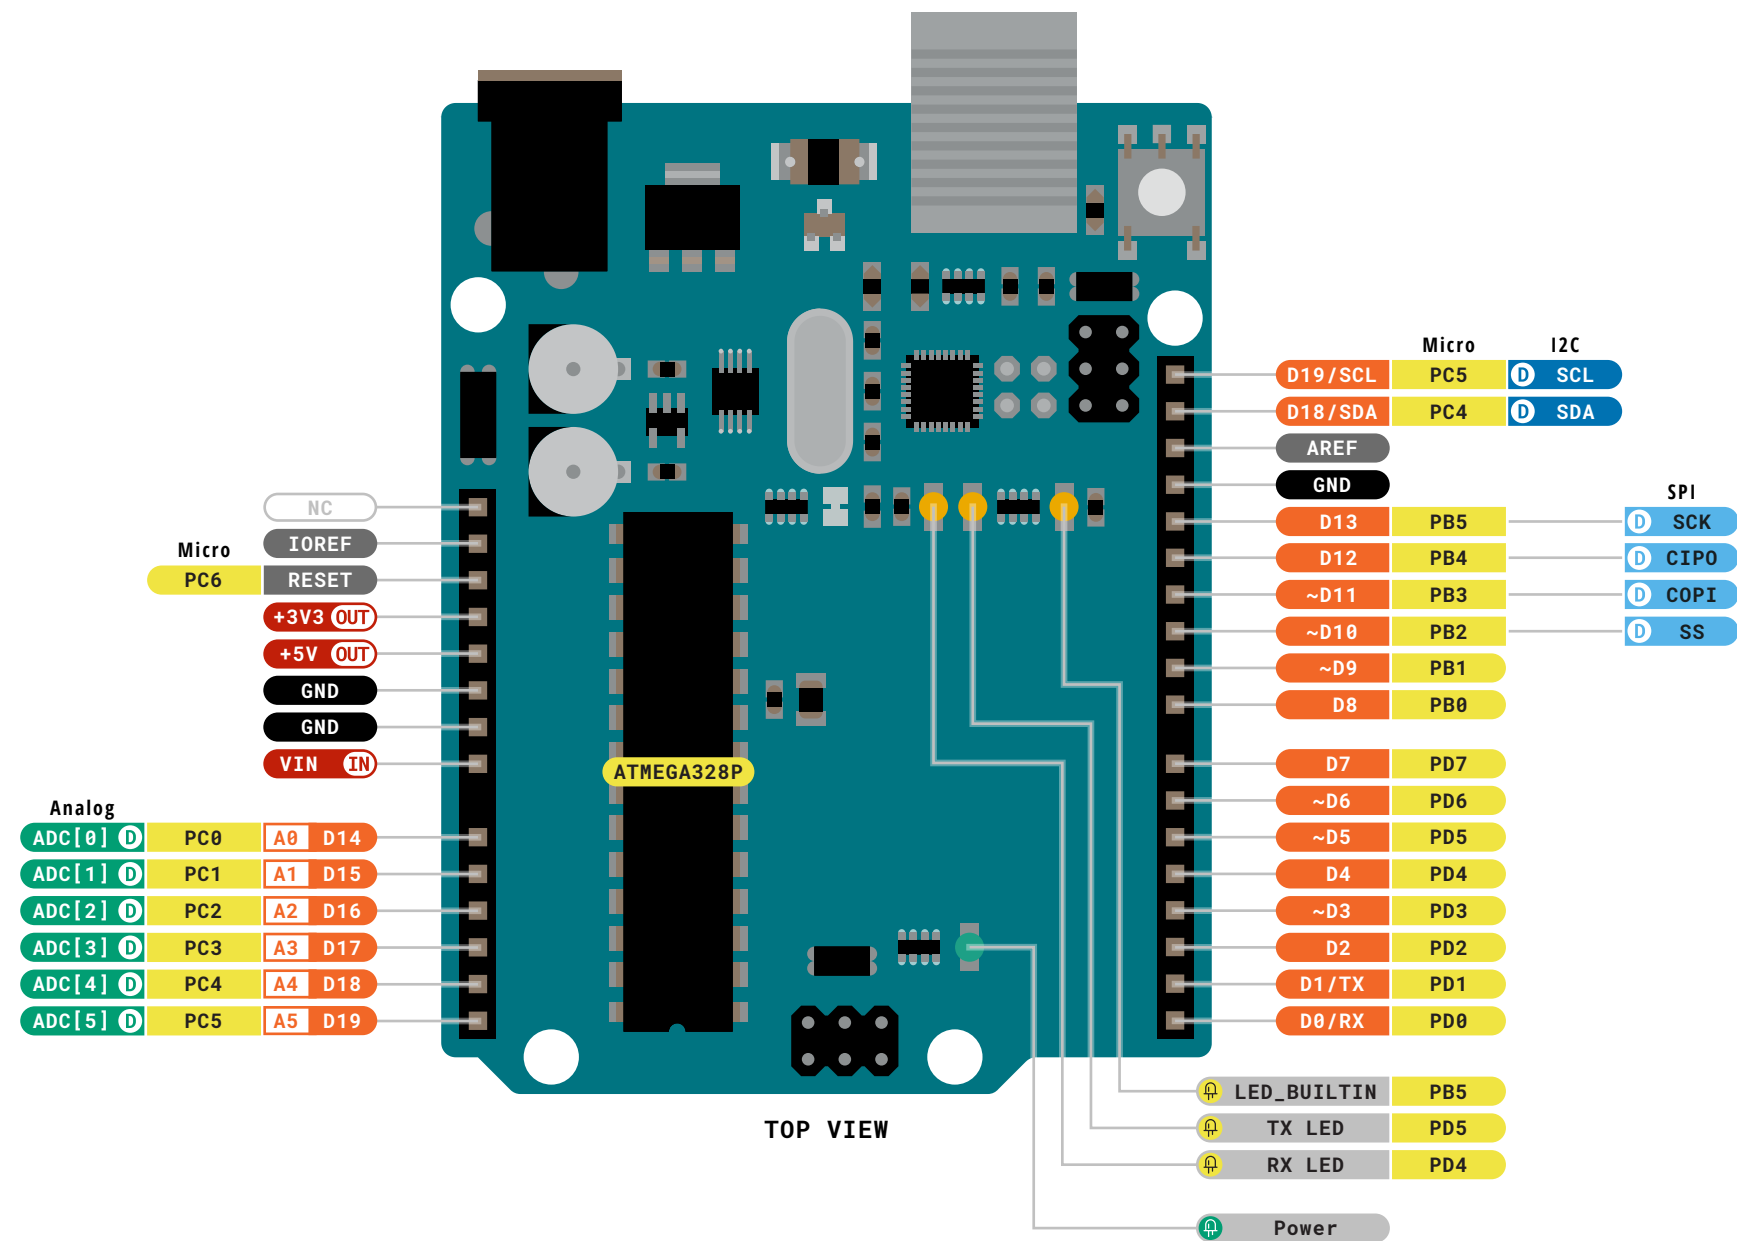 Micro I2C
D19/SCL PC5 D SCL
D18/SDA PC4 D SDA
AREF
GND
SPI
D13 PB5 D SCK
D12 PB4 D CIPO
~D11 PB3 D COPI
~D10 PB2 D SS
~D9 PB1
D8 PB0
D7 PD7
~D6 PD6
~D5 PD5
D4 PD4
~D3 PD3
D2 PD2
D1/TX PD1
D0/RX PD0
NC
IOREF
Micro
PC6 RESET
+3V3 OUT
+5V OUT
GND
GND
VIN IN
Analog
ADC[0] D PC0 A0 D14
ADC[1] D PC1 A1 D15
ADC[2] D PC2 A2 D16
ADC[3] D PC3 A3 D17
ADC[4] D PC4 A4 D18
ADC[5] D PC5 A5 D19
ATMEGA328P
LED_BUILTIN PB5
TX LED PD5
RX LED PD4
Power
TOP VIEW